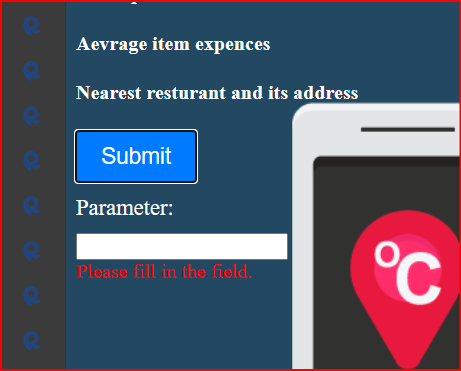 Aevrage item expences
Nearest resturant and its address
Submit
Parameter:
Please fill in the field.
°C